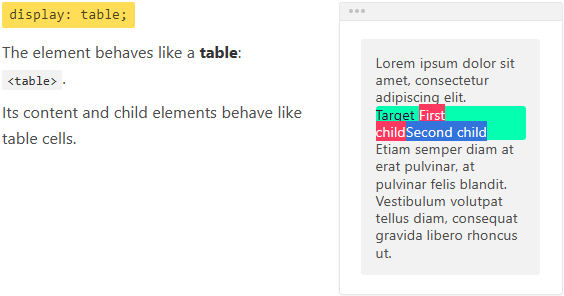 display: table;
The element behaves like a table:
<table>.
Its content and child elements behave like
table cells.
Lorem ipsum dolor sit
amet, consectetur
adipiscing elit.
Target First
childSecond child
Etiam semper diam at
erat pulvinar, at
pulvinar felis blandit.
Vestibulum volutpat
tellus diam, consequat
gravida libero rhoncus
ut.